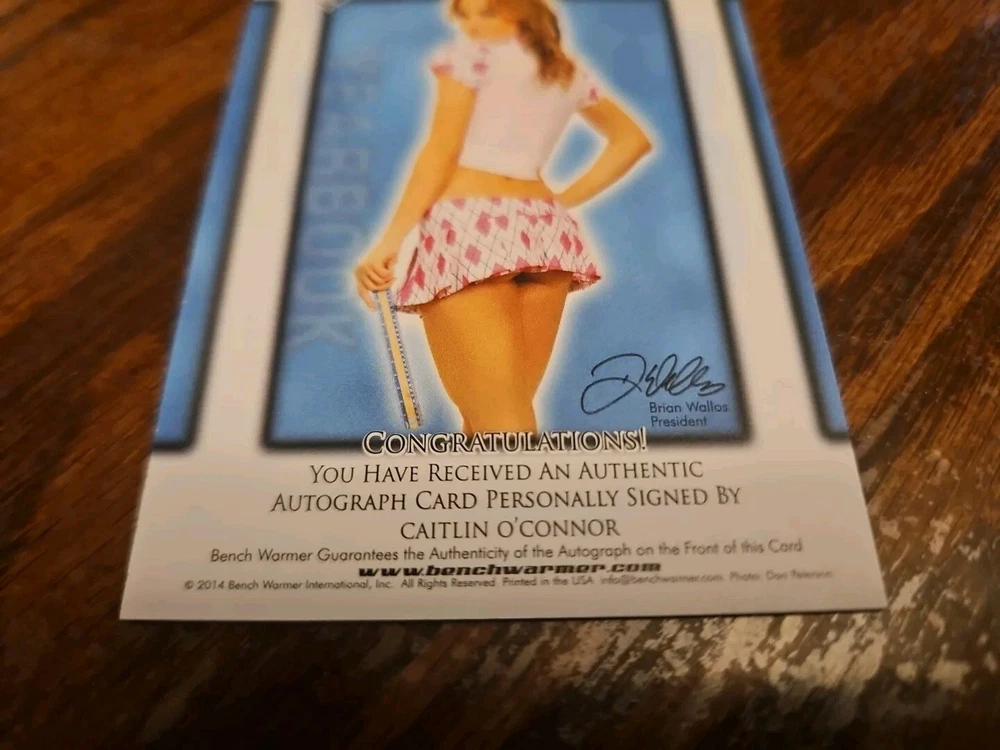 YEARBOOK
Brian Wallos
President
CONGRATULATIONS!
YOU HAVE RECEIVED AN AUTHENTIC
AUTOGRAPH CARD PERSONALLY SIGNED BY
CAITLIN O'CONNOR
Bench Warmer Guarantees the Authenticity of the Autograph on the Front of this Card
www.benchwarmer.com
© 2014 Bench Warmer International, Inc. All Rights Reserved. Printed in the USA info@benchwarmer.com Photo: Don